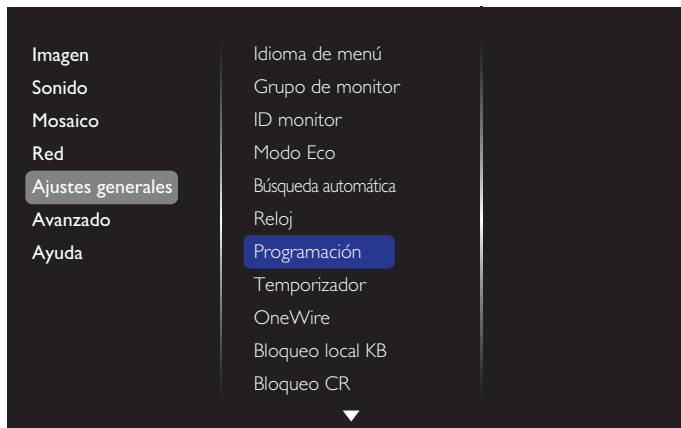 Imagen
Sonido
Mosaico
Red
Ajustes generales
Avanzado
Ayuda
Idioma de menú
Grupo de monitor
ID monitor
Modo Eco
Búsqueda automática
Reloj
Programación
Temporizador
OneWire
Bloqueo local KB
Bloqueo CR